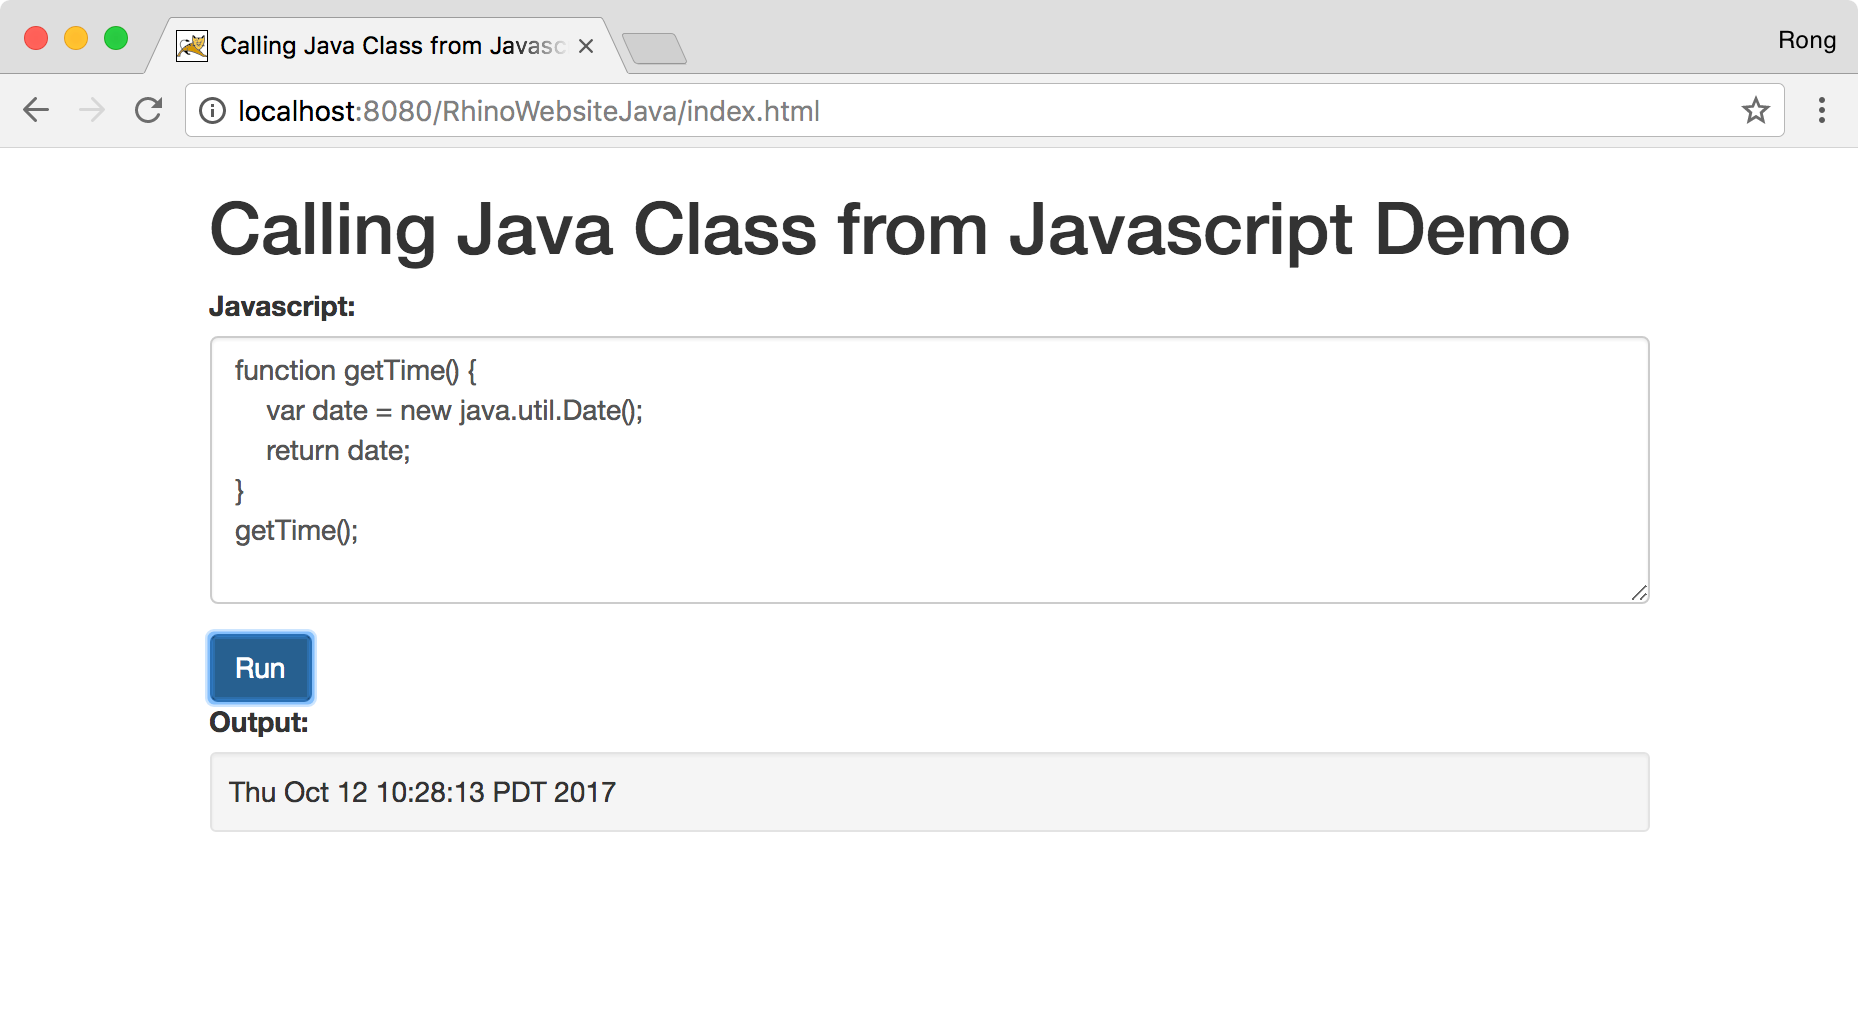 Calling Java Class from Javasc
Rong
localhost:8080/RhinoWebsiteJava/index.html
Calling Java Class from Javascript Demo
Javascript:
function getTime() {
    var date = new java.util.Date();
    return date;
}
getTime();
Run
Output:
Thu Oct 12 10:28:13 PDT 2017